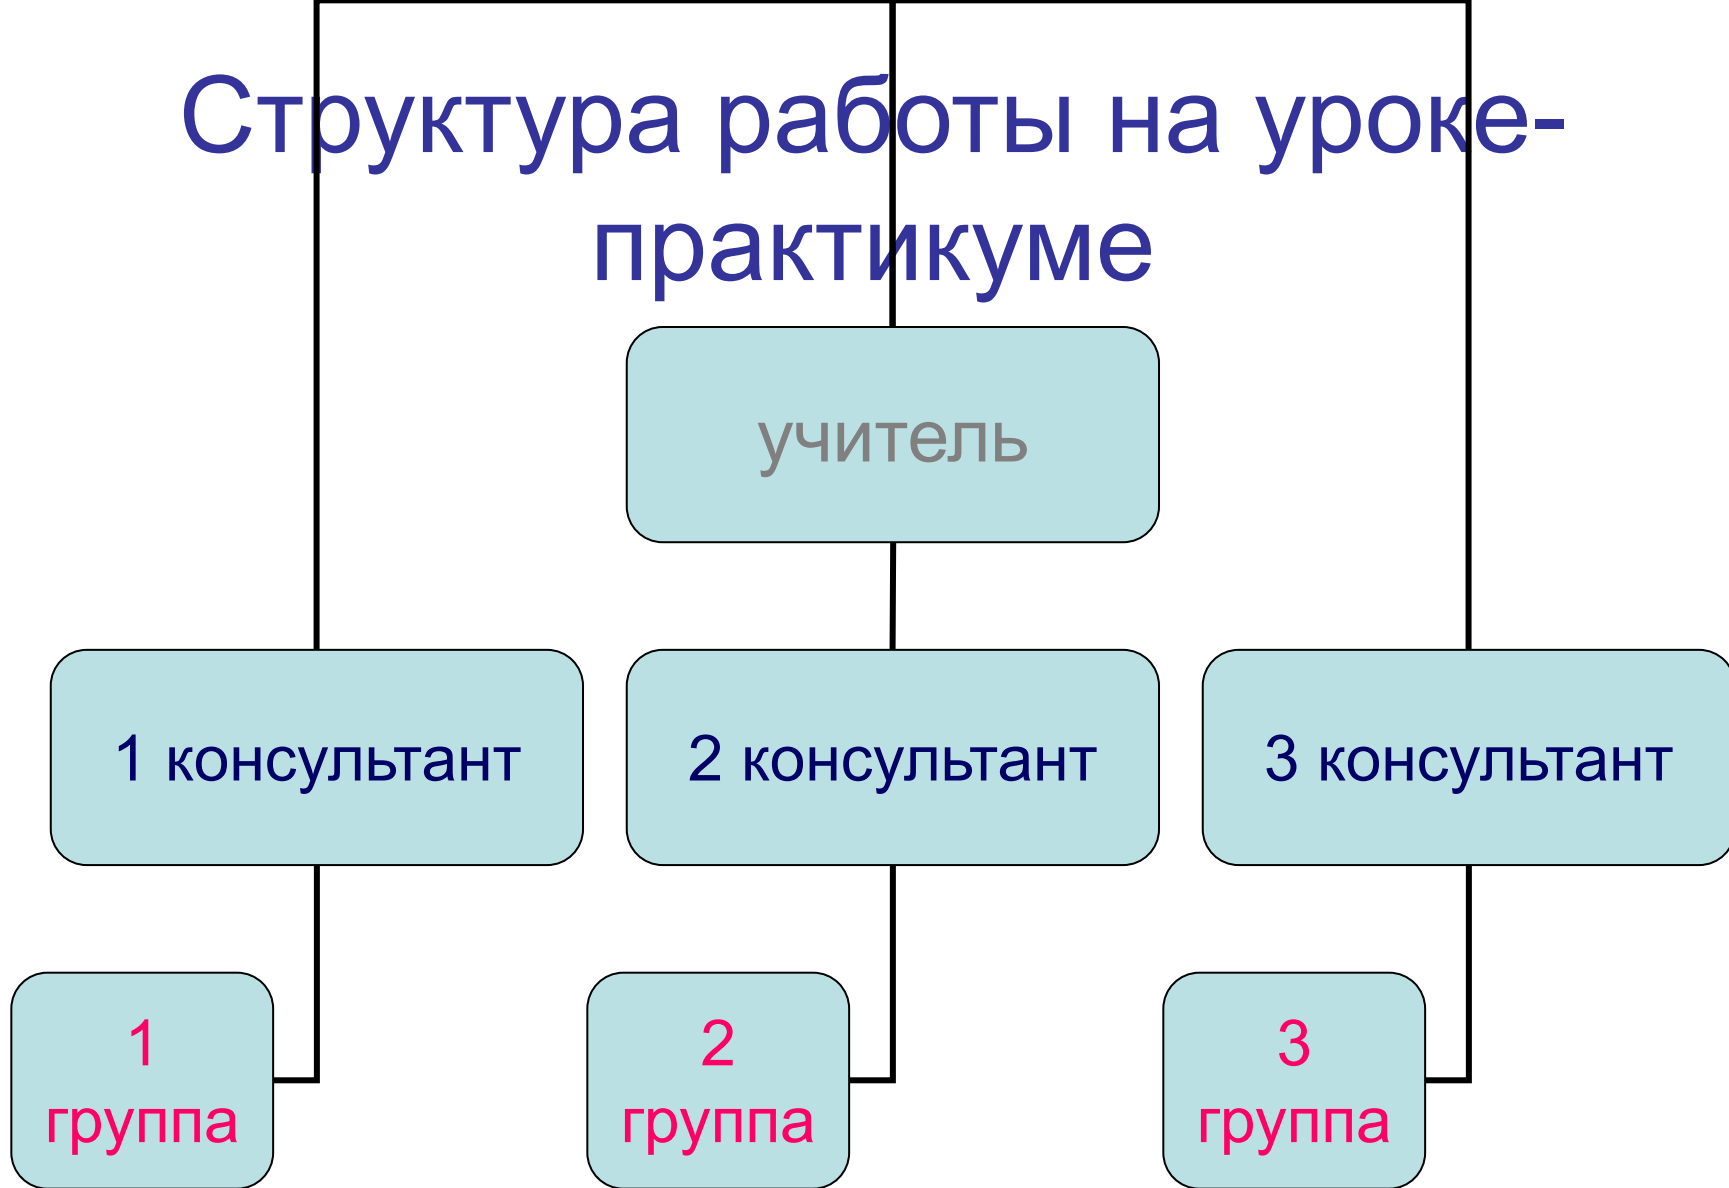 Структура работы на уроке-
практикуме
учитель
1 консультант
2 консультант
3 консультант
1
группа
2
группа
3
группа